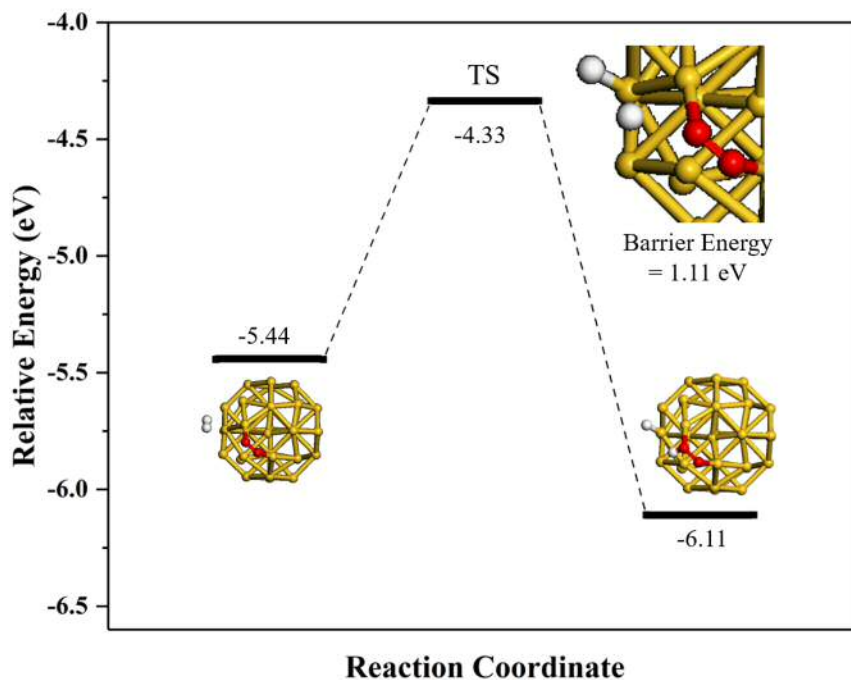 -4.0
TS
-4.5
-4.33
Barrier Energy
= 1.11 eV
-5.0
-5.44
-5.5
-6.0
-6.11
-6.5
Relative Energy (eV)
Reaction Coordinate